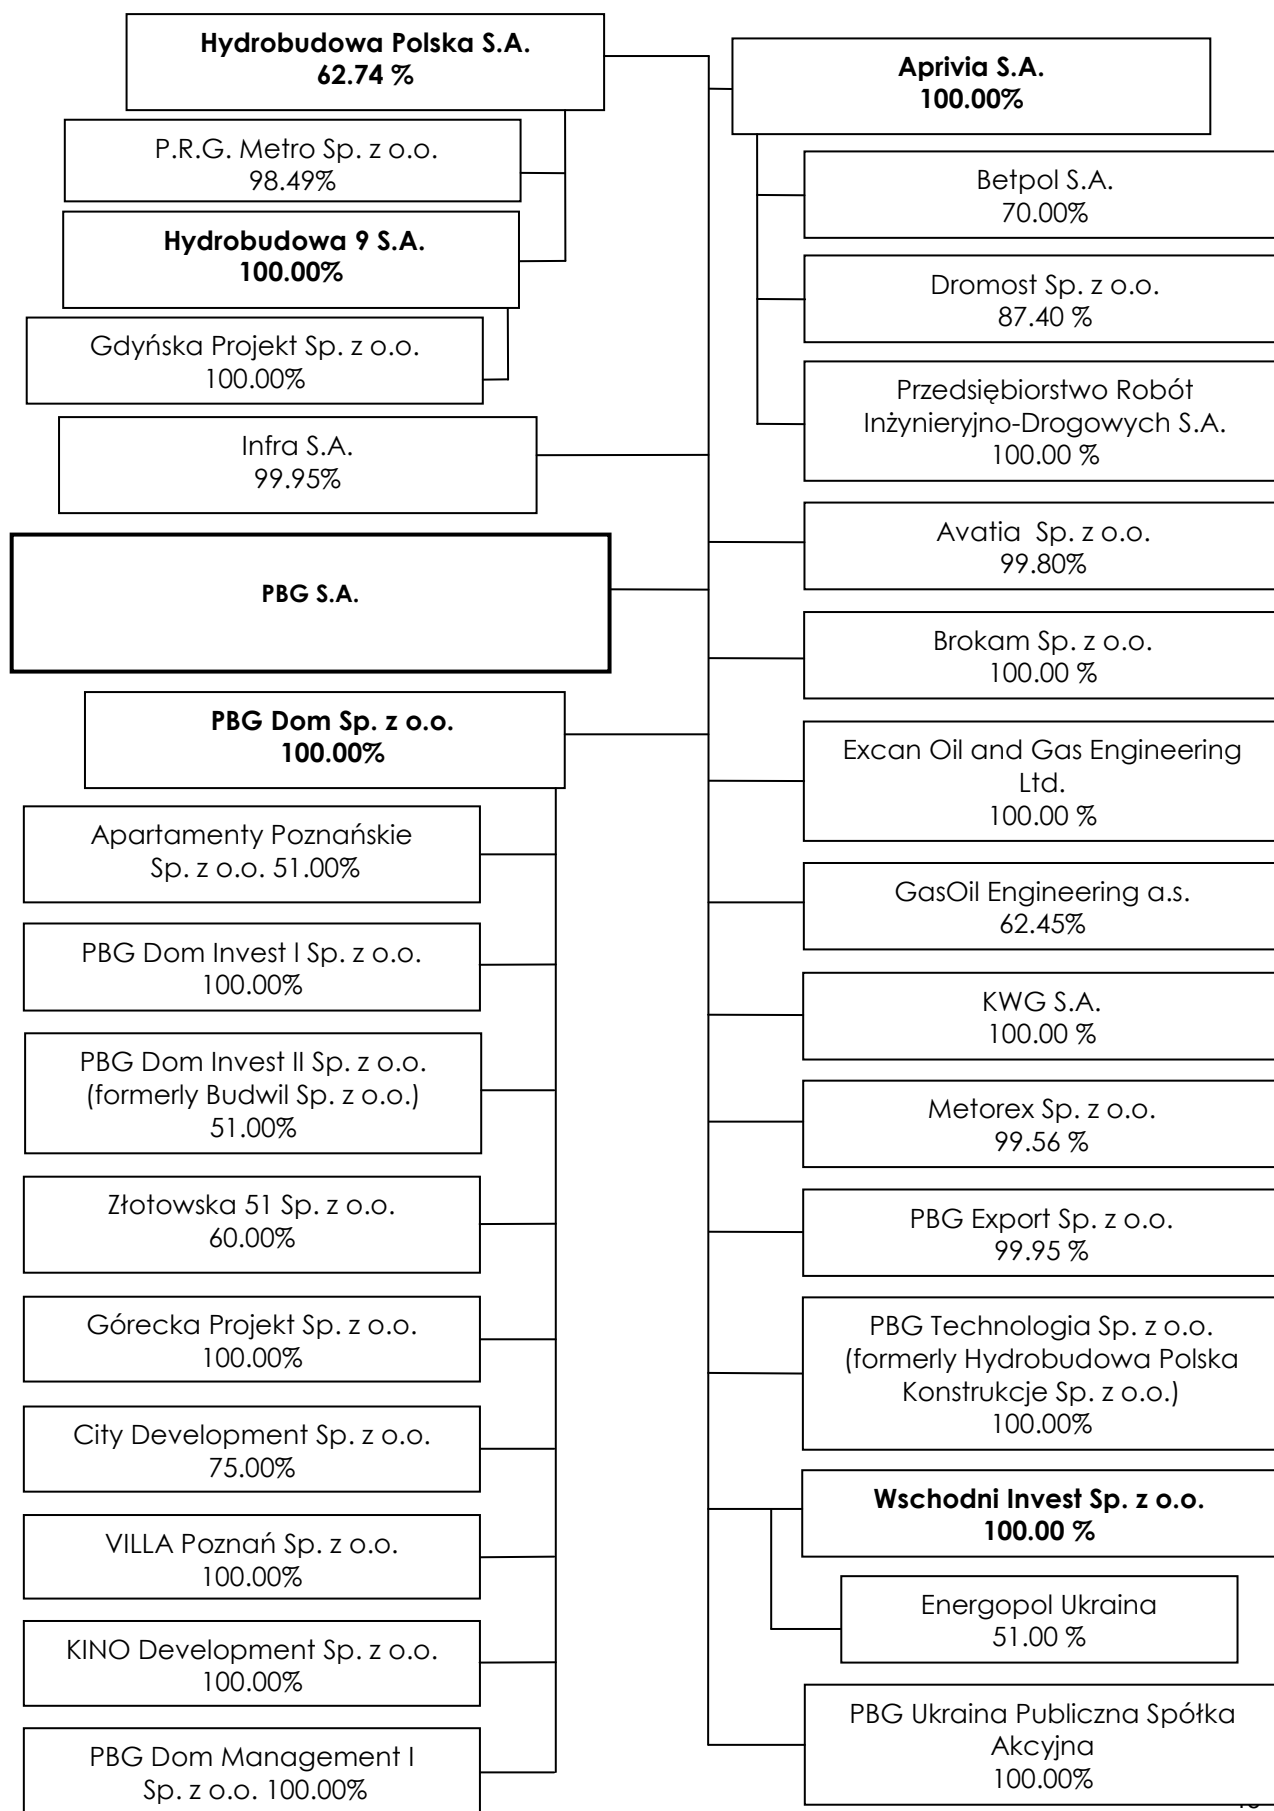 Hydrobudowa Polska S.A.
62.74 %
P.R.G. Metro Sp. z o.o.
98.49%
Hydrobudowa 9 S.A.
100.00%
Gdyńska Projekt Sp. z o.o.
100.00%
Infra S.A.
99.95%
PBG S.A.
PBG Dom Sp. z o.o.
100.00%
Apartamenty Poznańskie
Sp. z o.o. 51.00%
PBG Dom Invest I Sp. z o.o.
100.00%
PBG Dom Invest II Sp. z o.o.
(formerly Budwil Sp. z o.o.)
51.00%
Złotowska 51 Sp. z o.o.
60.00%
Górecka Projekt Sp. z o.o.
100.00%
City Development Sp. z o.o.
75.00%
VILLA Poznań Sp. z o.o.
100.00%
KINO Development Sp. z o.o.
100.00%
PBG Dom Management I
Sp. z o.o. 100.00%
Aprivia S.A.
100.00%
Betpol S.A.
70.00%
Dromost Sp. z o.o.
87.40 %
Przedsiębiorstwo Robót
Inżynieryjno-Drogowych S.A.
100.00 %
Avatia Sp. z o.o.
99.80%
Brokam Sp. z o.o.
100.00 %
Excan Oil and Gas Engineering
Ltd.
100.00 %
GasOil Engineering a.s.
62.45%
KWG S.A.
100.00 %
Metorex Sp. z o.o.
99.56 %
PBG Export Sp. z o.o.
99.95 %
PBG Technologia Sp. z o.o.
(formerly Hydrobudowa Polska
Konstrukcje Sp. z o.o.)
100.00%
Wschodni Invest Sp. z o.o.
100.00 %
Energopol Ukraina
51.00 %
PBG Ukraina Publiczna Spółka
Akcyjna
100.00%